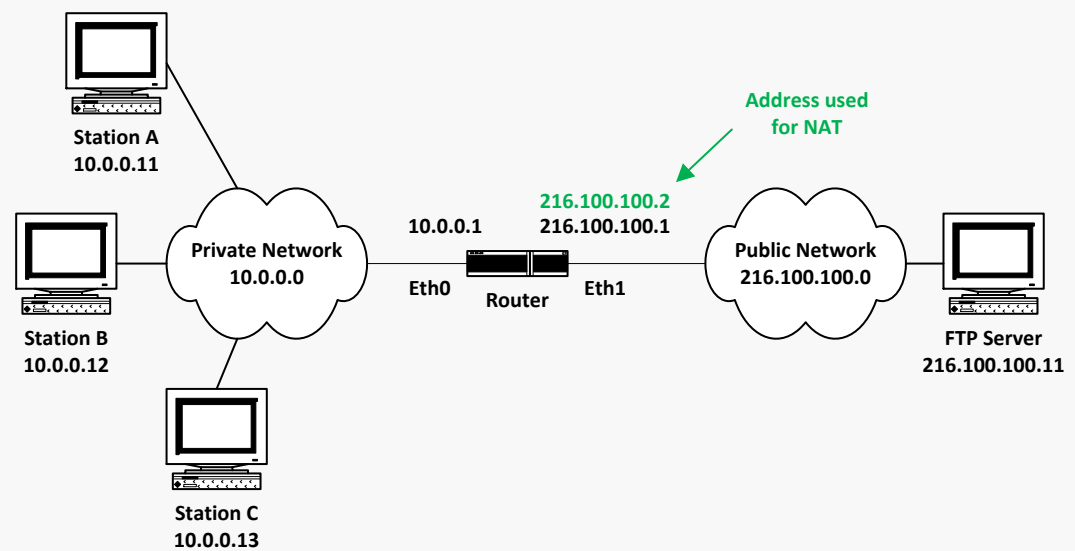 Station A
10.0.0.11
Station B
10.0.0.12
Station C
10.0.0.13
Private Network
10.0.0.0
10.0.0.1
Eth0
Router
Eth1
Address used
for NAT
216.100.100.2
216.100.100.1
Public Network
216.100.100.0
FTP Server
216.100.100.11